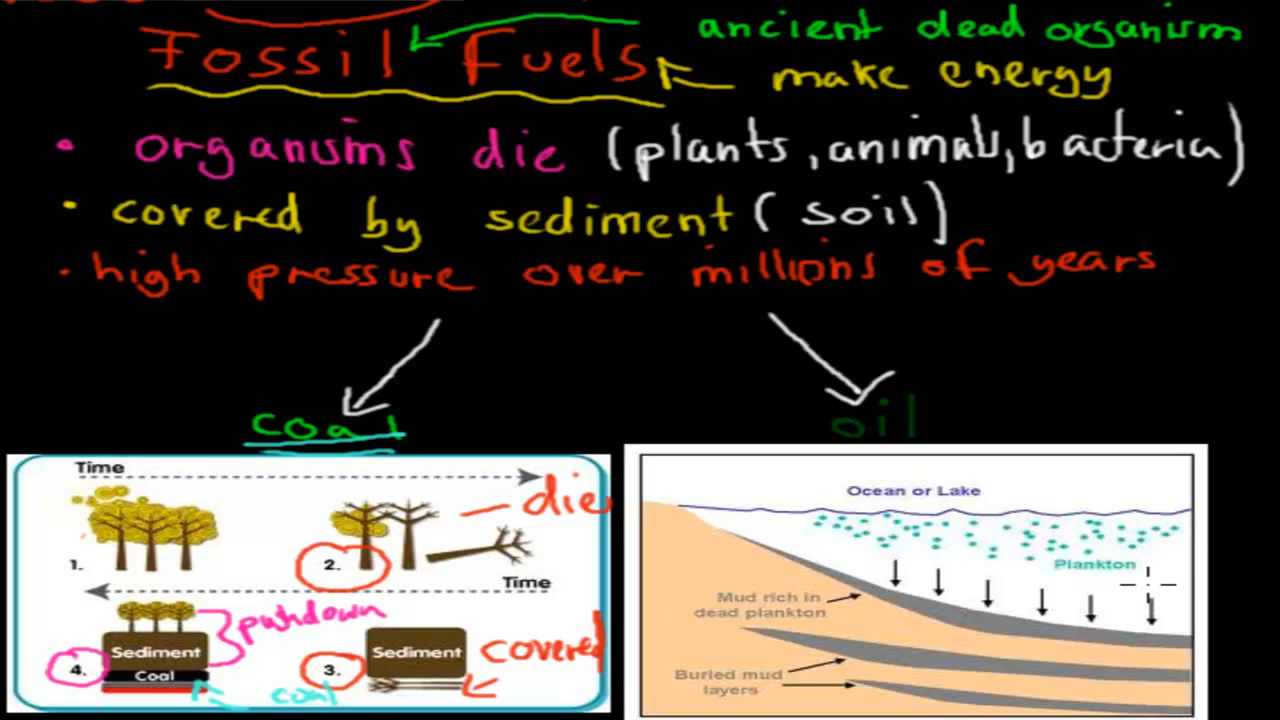 ancient dead organism
Fossil Fuels
make energy
• organisms die (plants, animals, bacteria)
• covered by sediment (soil)
• high pressure over millions of years
coal
oil
Time
die
1.
2.
Time
pushdown
Sediment
Sediment
covered
4.
Coal
3.
coal
Ocean or Lake
Plankton
Mud rich in
dead plankton
Buried mud
layers